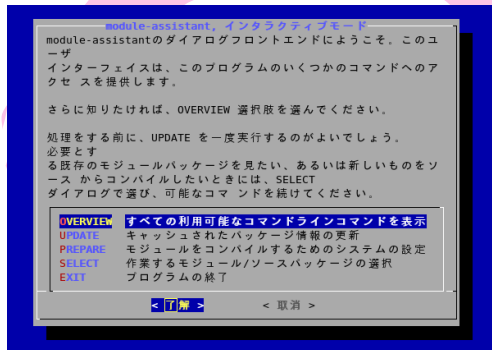 module-assistant, インタラクティブモード
module-assistantのダイアログフロントエンドにようこそ。このユ
ーザ
インターフェイスは、このプログラムのいくつかのコマンドへのア
クセ スを提供します。
さらに知りたければ、OVERVIEW 選択肢を選んでください。
処理をする前に、UPDATE を一度実行するのがよいでしょう。
必要とす
る既存のモジュールパッケージを見たい、あるいは新しいものをソ
ース からコンパイルしたいときには、SELECT
ダイアログで選び、可能なコマ ンドを続けてください。
OVERVIEW すべての利用可能なコマンドラインコマンドを表示
UPDATE キャッシュされたパッケージ情報の更新
PREPARE モジュールをコンパイルするためのシステムの設定
SELECT 作業するモジュール/ソースパッケージの選択
EXIT プログラムの終了
< 了解 > < 取消 >